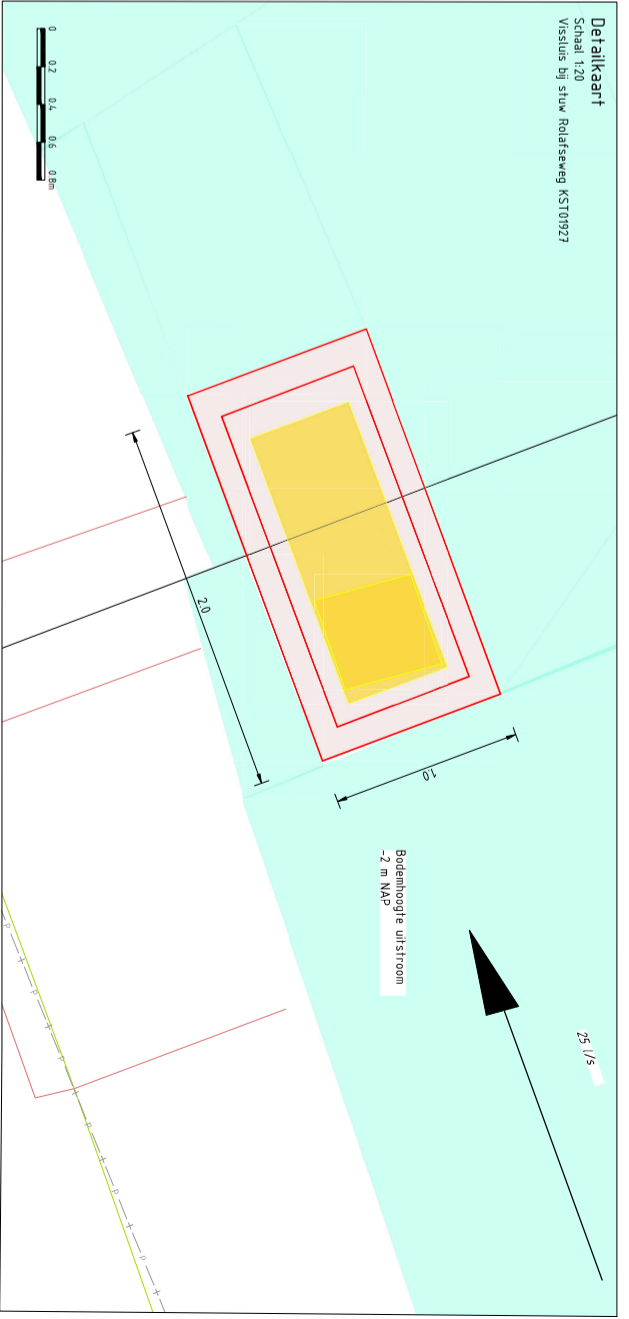 Detailkaart
Schaal 1:20
Vissluis bij stuw Rolafseweg KST01927
0 0.2 0.4 0.6 0.8m
2.0
1.0
Bodemhoogte uitstroom
-2 m NAP
25 l/s
P
P
P
P
P
P